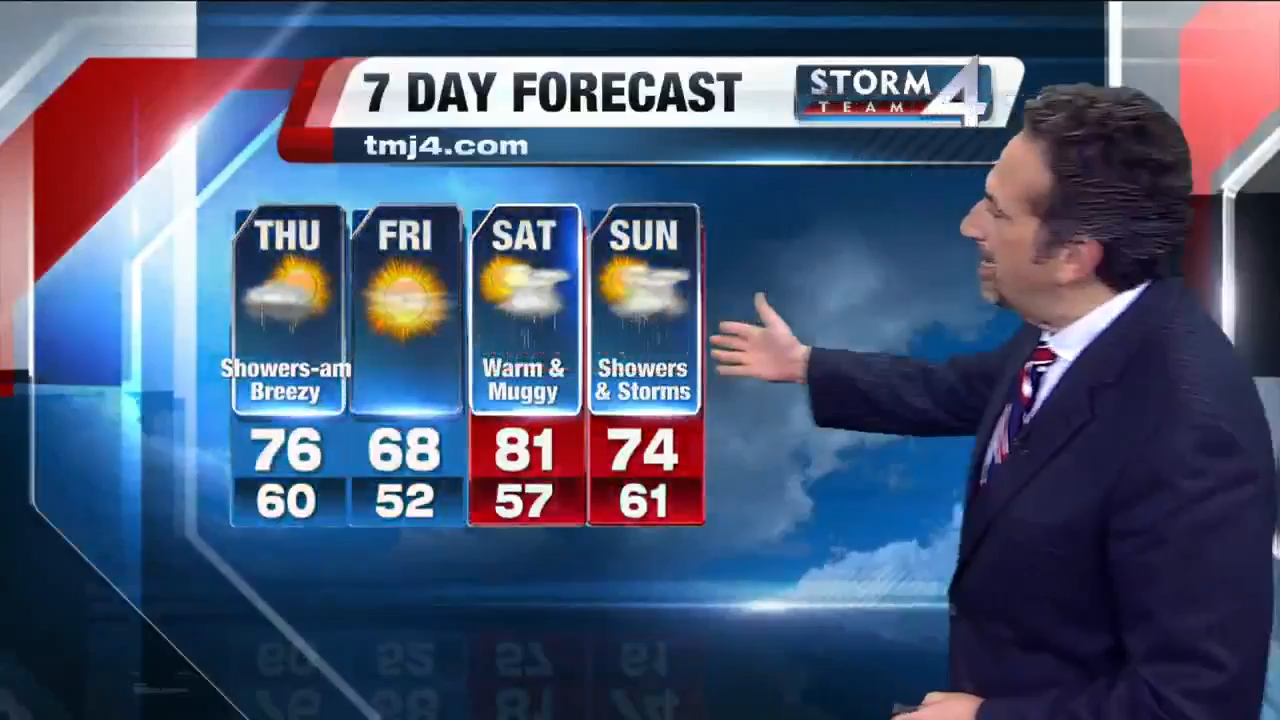 7 DAY FORECAST
STORM 4
TEAM
tmj4.com
THU FRI SAT SUN
Showers-am Warm & Showers
Breezy Muggy & Storms
76 68 81 74
60 52 57 61